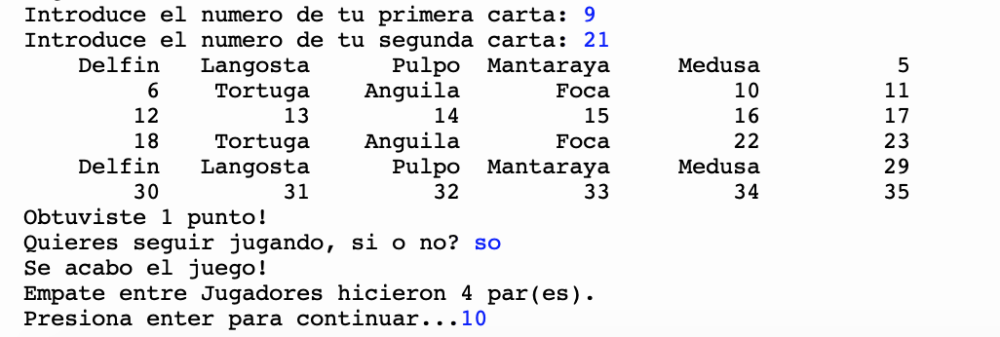 Introduce el numero de tu primera carta: 9
Introduce el numero de tu segunda carta: 21
Delfin Langosta Pulpo Mantaraya Medusa 5
6 Tortuga Anguila Foca 10 11
12 13 14 15 16 17
18 Tortuga Anguila Foca 22 23
Delfin Langosta Pulpo Mantaraya Medusa 29
30 31 32 33 34 35
Obtuviste 1 punto!
Quieres seguir jugando, si o no? so
Se acabo el juego!
Empate entre Jugadores hicieron 4 par(es).
Presiona enter para continuar...10